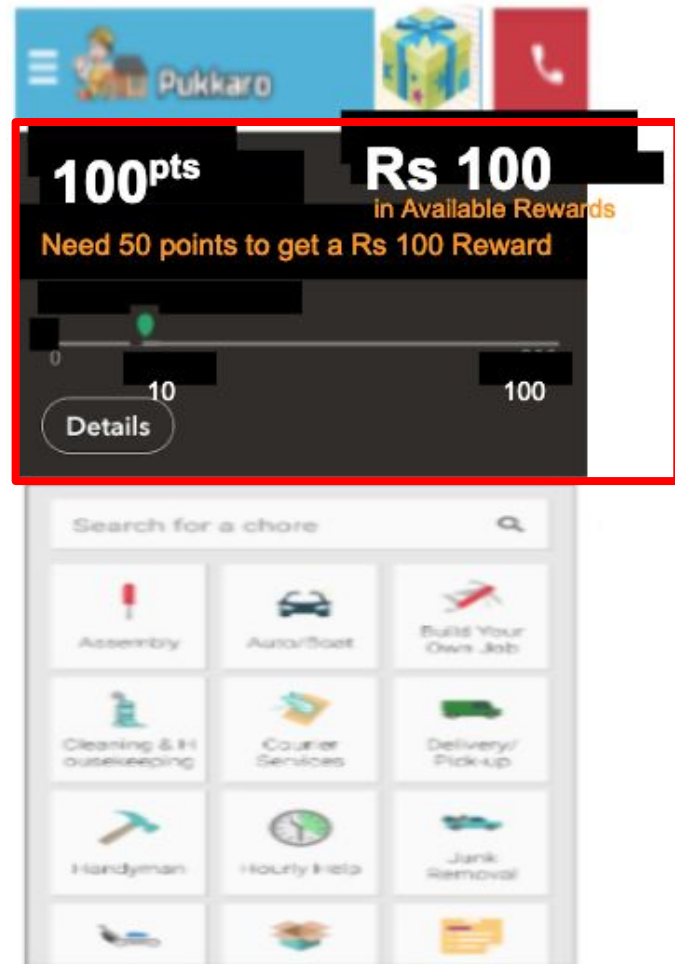 Pukkaro
100pts
Rs 100
in Available Rewards
Need 50 points to get a Rs 100 Reward
0
10
100
Details
Search for a chore
Assembly
Auto/Boat
Build Your
Own Job
Cleaning & H
ousekeeping
Courier
Services
Delivery/
Pick-up
Handyman
Hourly Help
Junk
Removal